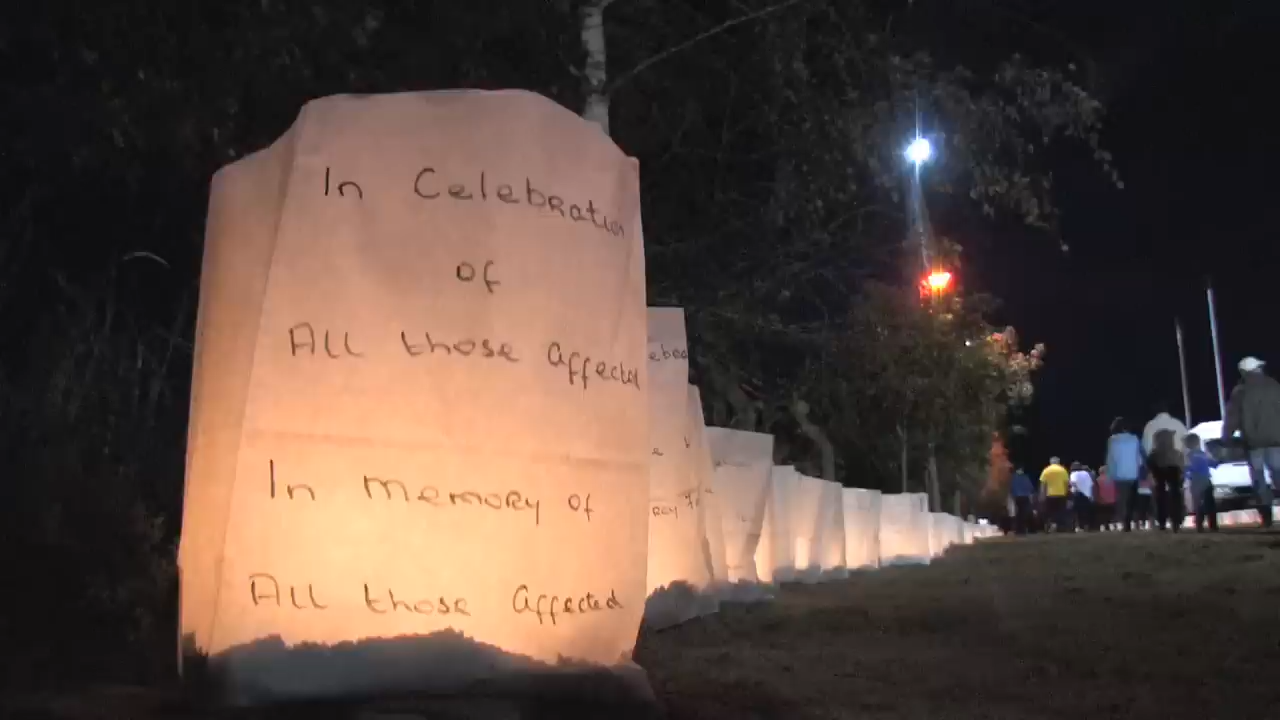 In Celebration
of
All those affected
In memory of
All those affected